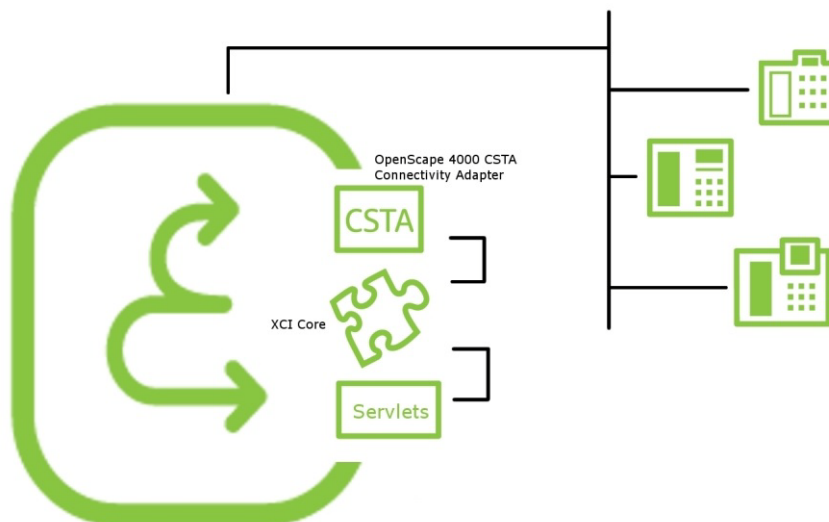 OpenScape 4000 CSTA
Connectivity Adapter
CSTA
XCI Core
Servlets